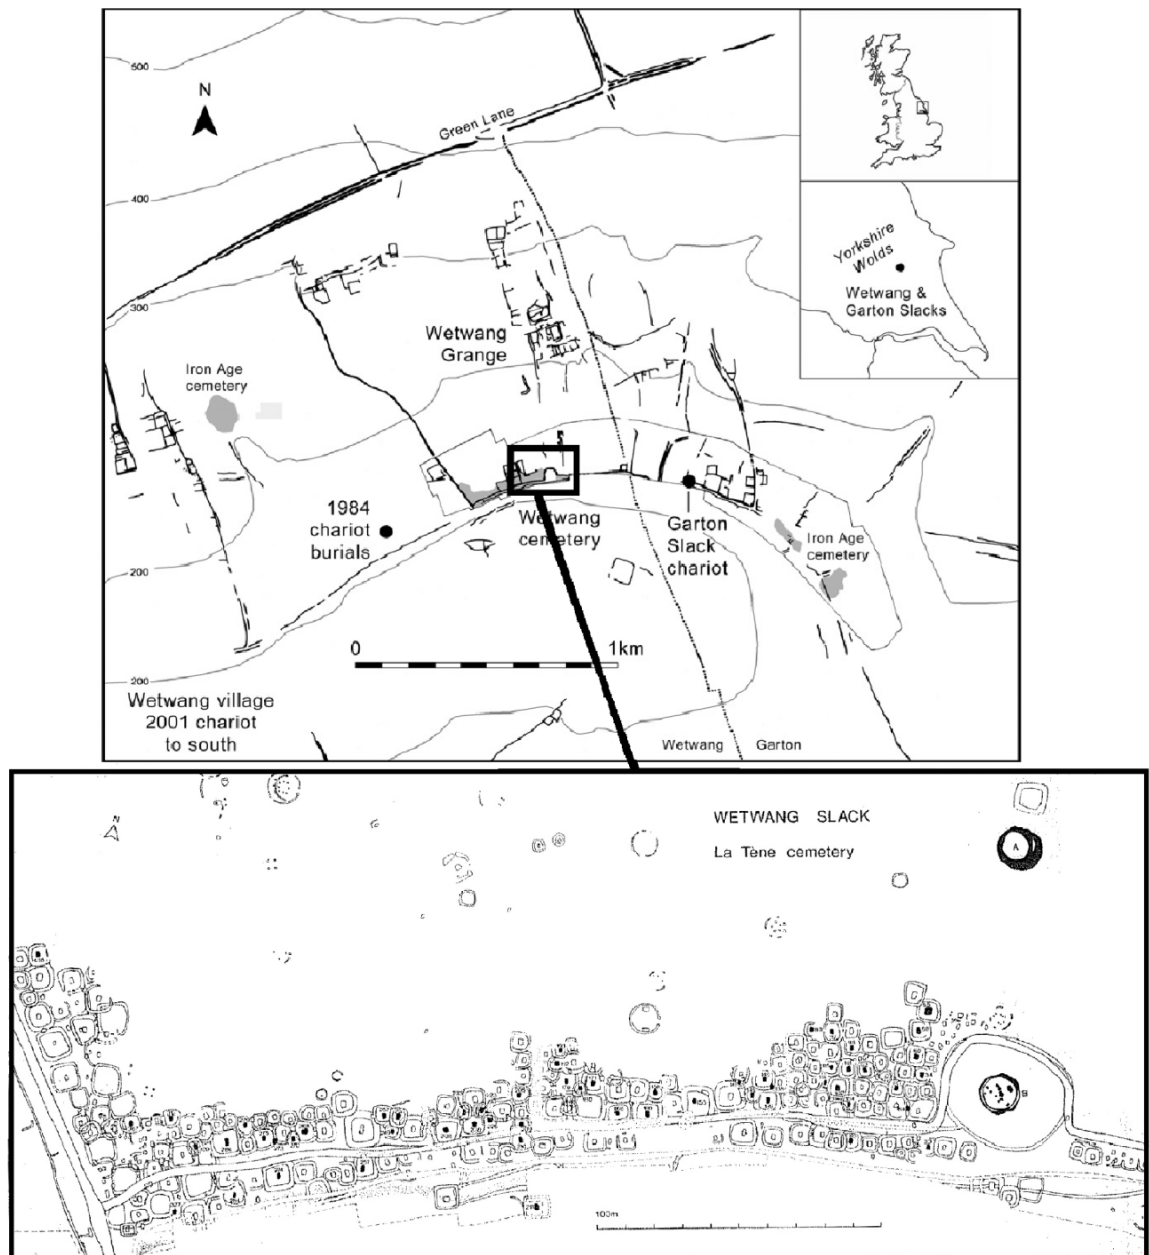 500
N
Green Lane
400
300
Yorkshire
Wolds
Wetwang &
Garton Slacks
Wetwang
Grange
Iron Age
cemetery
1984
chariot
burials
Wetwang
cemetery
Garton
Slack
chariot
Iron Age
cemetery
200
0
1km
200
Wetwang village
2001 chariot
to south
Wetwang
Garton
N
WETWANG SLACK
La Tène cemetery
A
B
100m